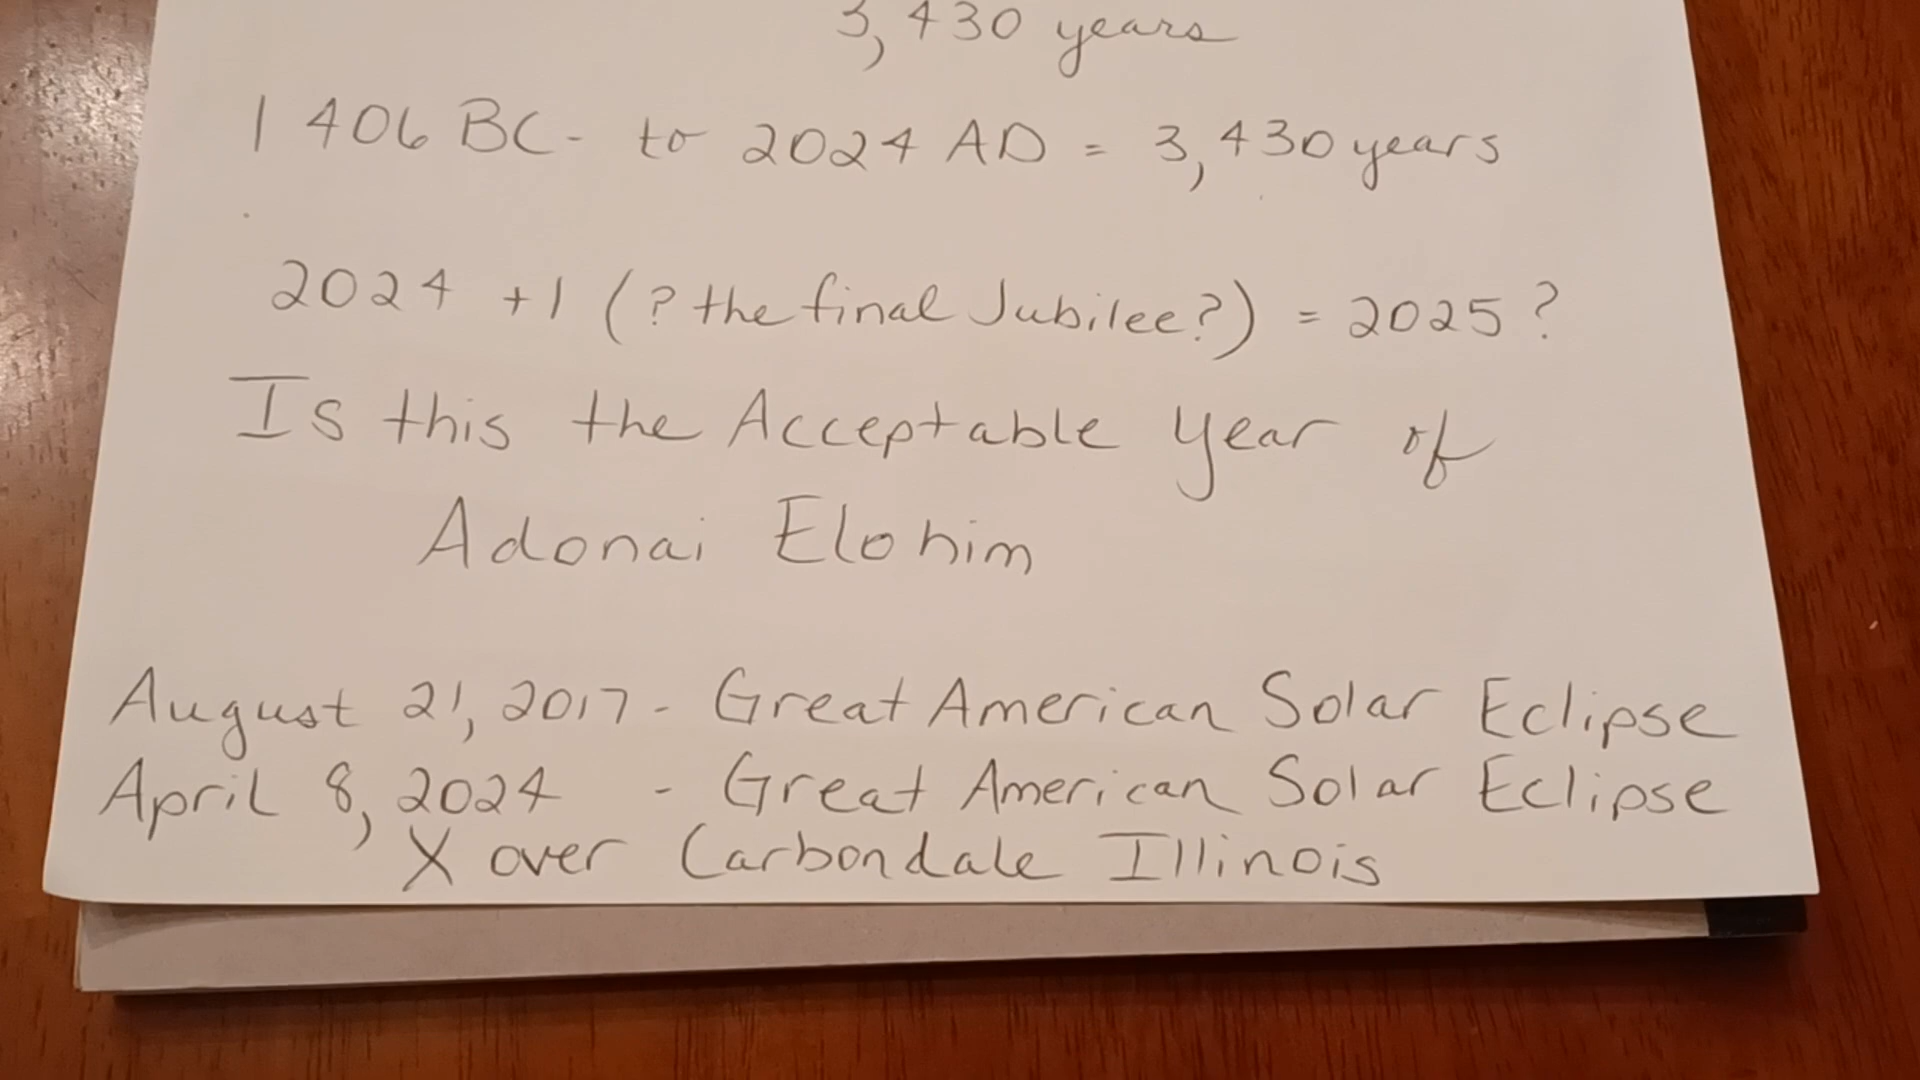 3,430 years
1406 BC - to 2024 AD = 3,430 years
2024 +1 (? the final Jubilee?) = 2025?
Is this the Acceptable year of
Adonai Elohim
August 21, 2017 - Great American Solar Eclipse
April 8, 2024 - Great American Solar Eclipse
X over Carbondale Illinois